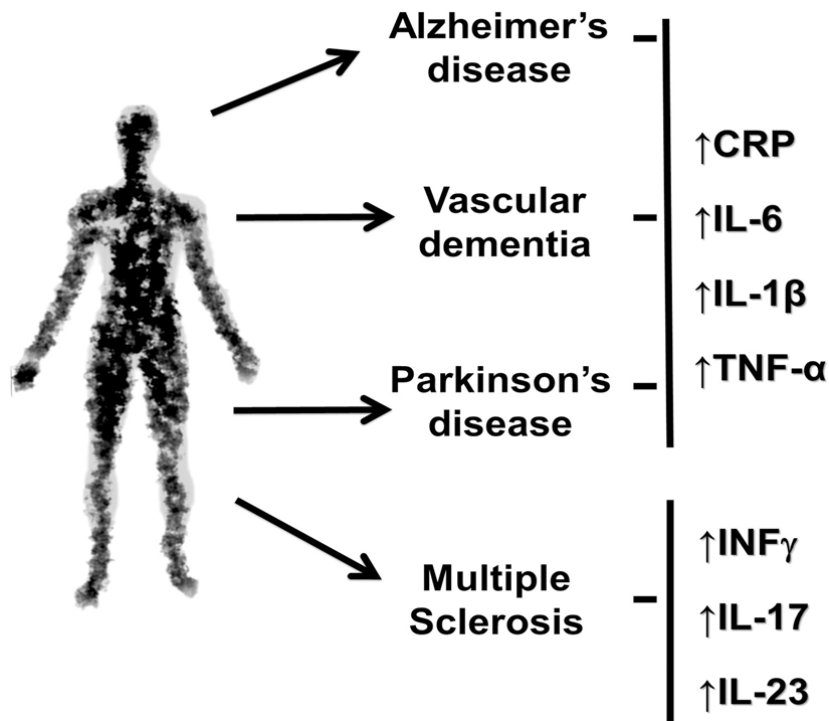 Alzheimer's
disease
Vascular
dementia
Parkinson's
disease
Multiple
Sclerosis
↑CRP
↑IL-6
↑IL-1β
↑TNF-α
↑INFγ
↑IL-17
↑IL-23